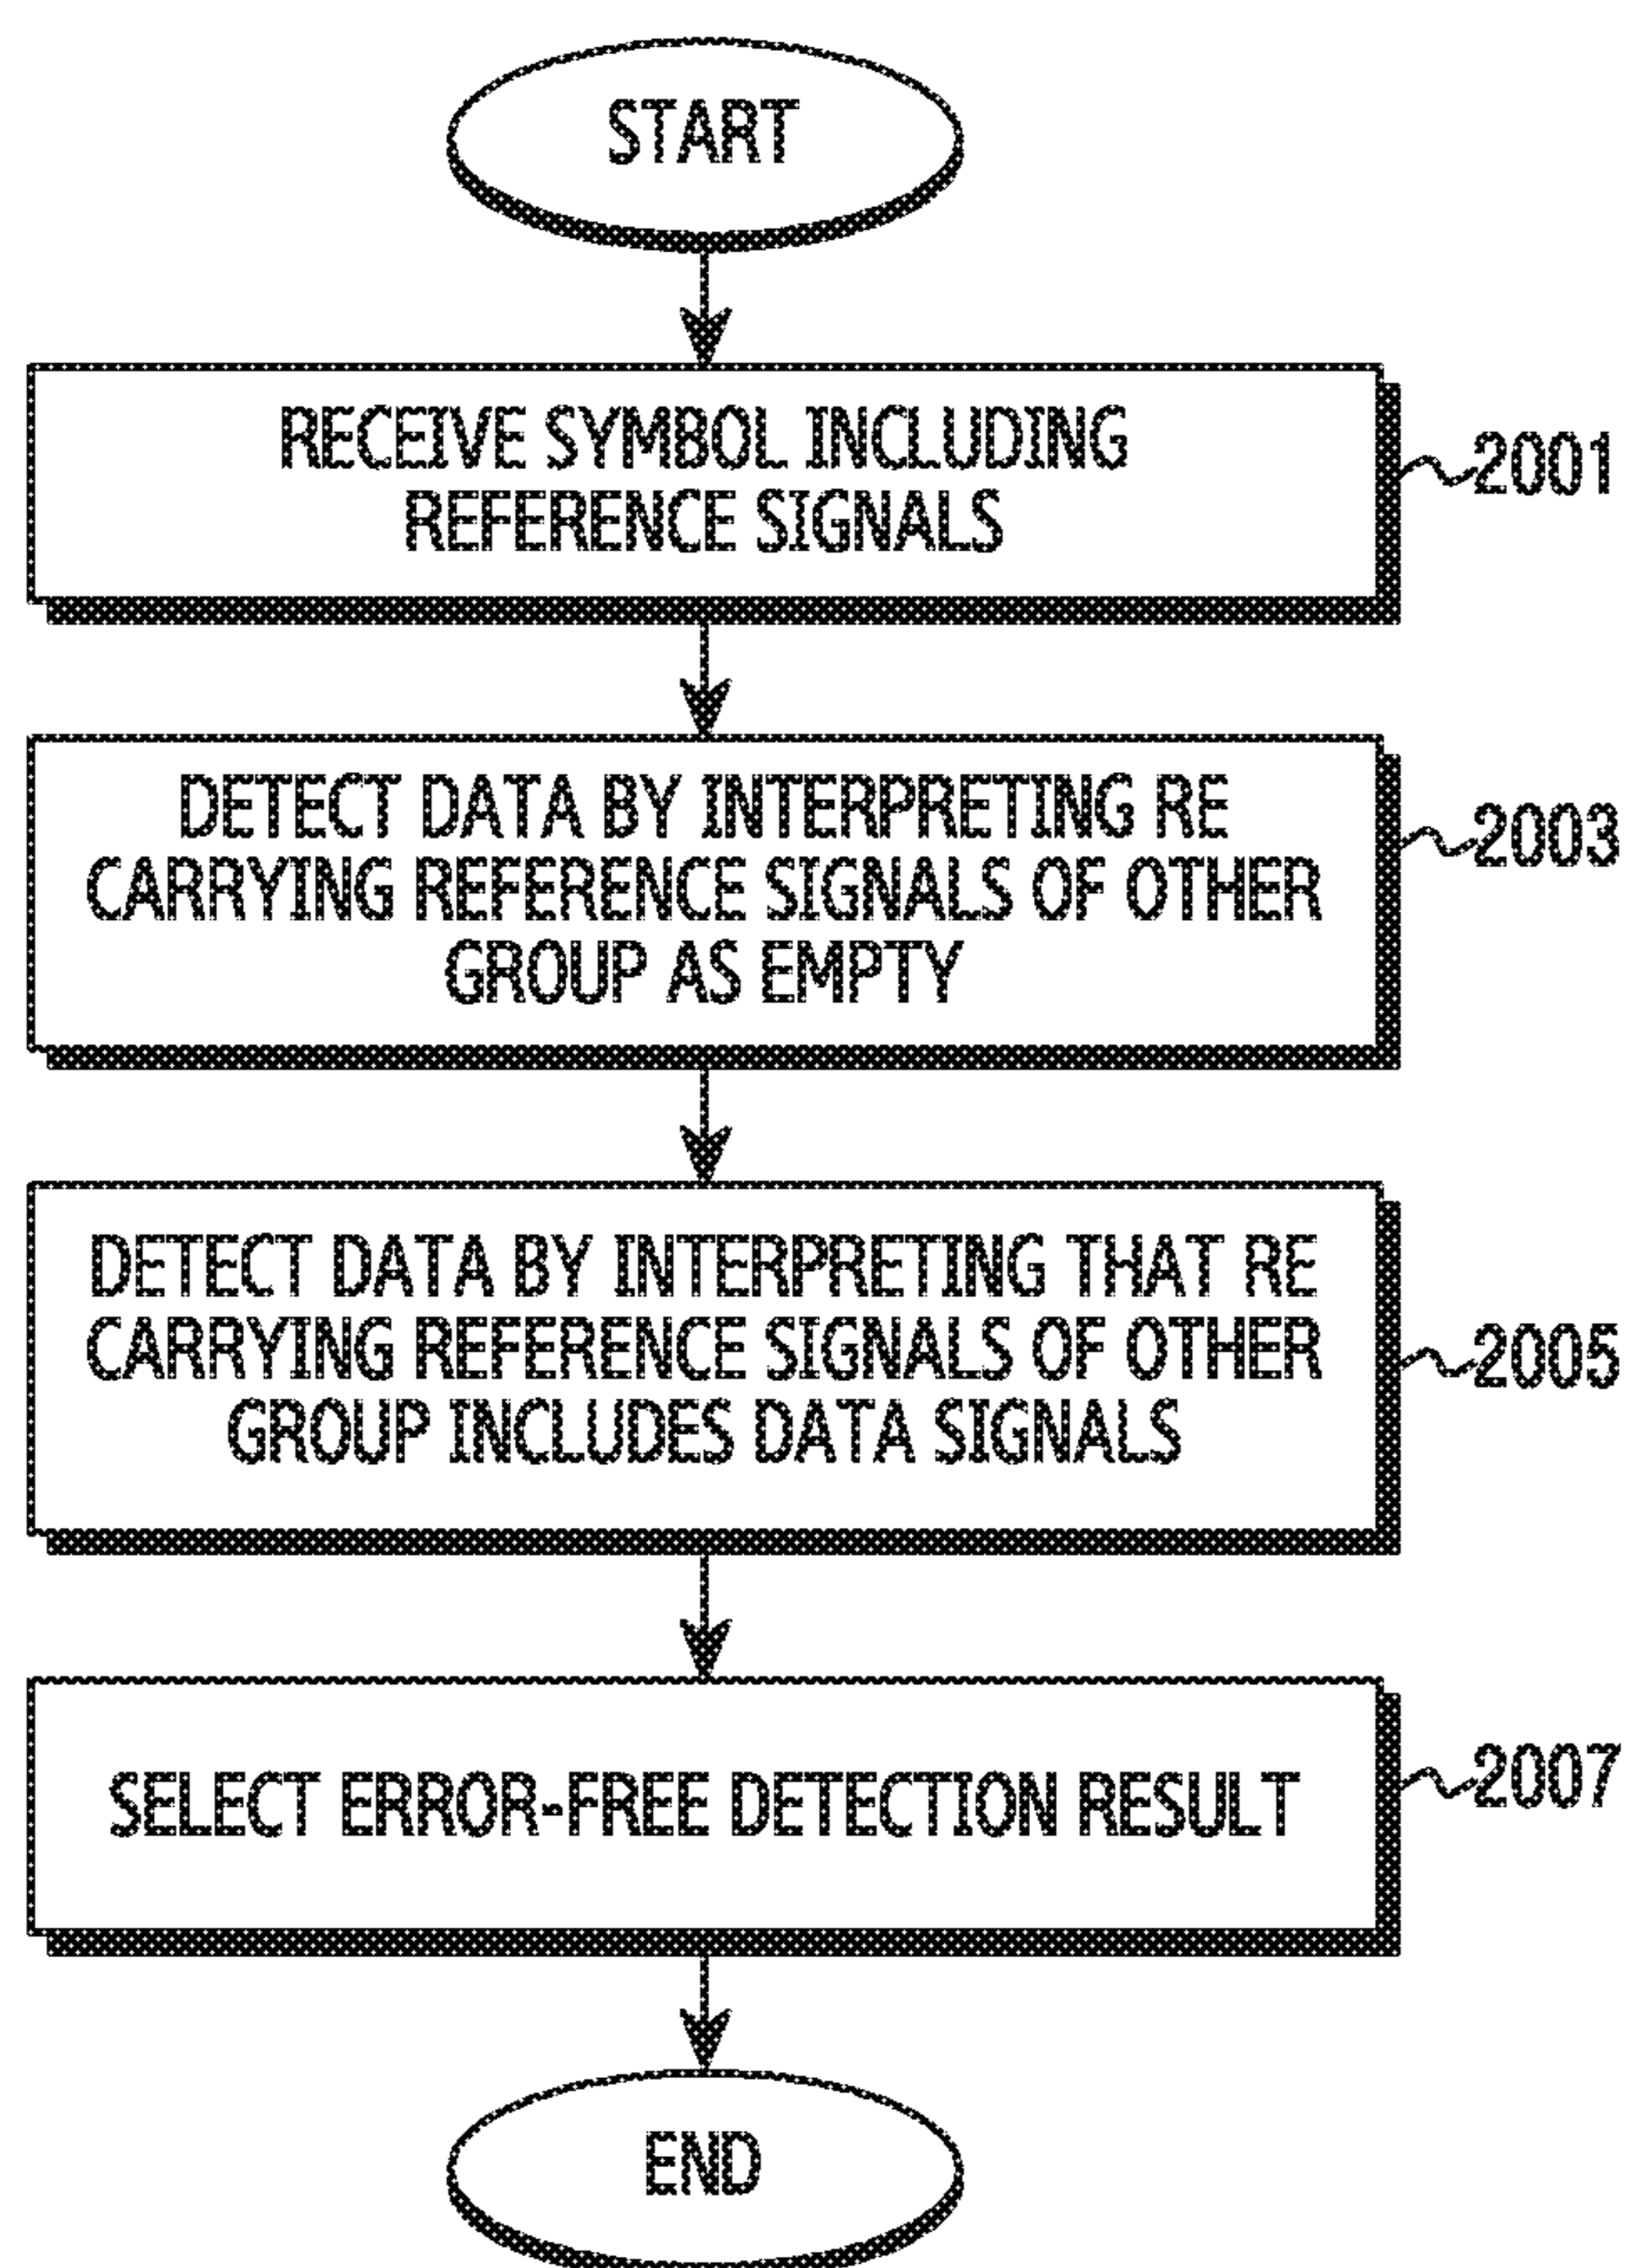 START
RECEIVE SYMBOL INCLUDING
REFERENCE SIGNALS
2001
DETECT DATA BY INTERPRETING RE
CARRYING REFERENCE SIGNALS OF OTHER
GROUP AS EMPTY
2003
DETECT DATA BY INTERPRETING THAT RE
CARRYING REFERENCE SIGNALS OF OTHER
GROUP INCLUDES DATA SIGNALS
2005
SELECT ERROR-FREE DETECTION RESULT
2007
END